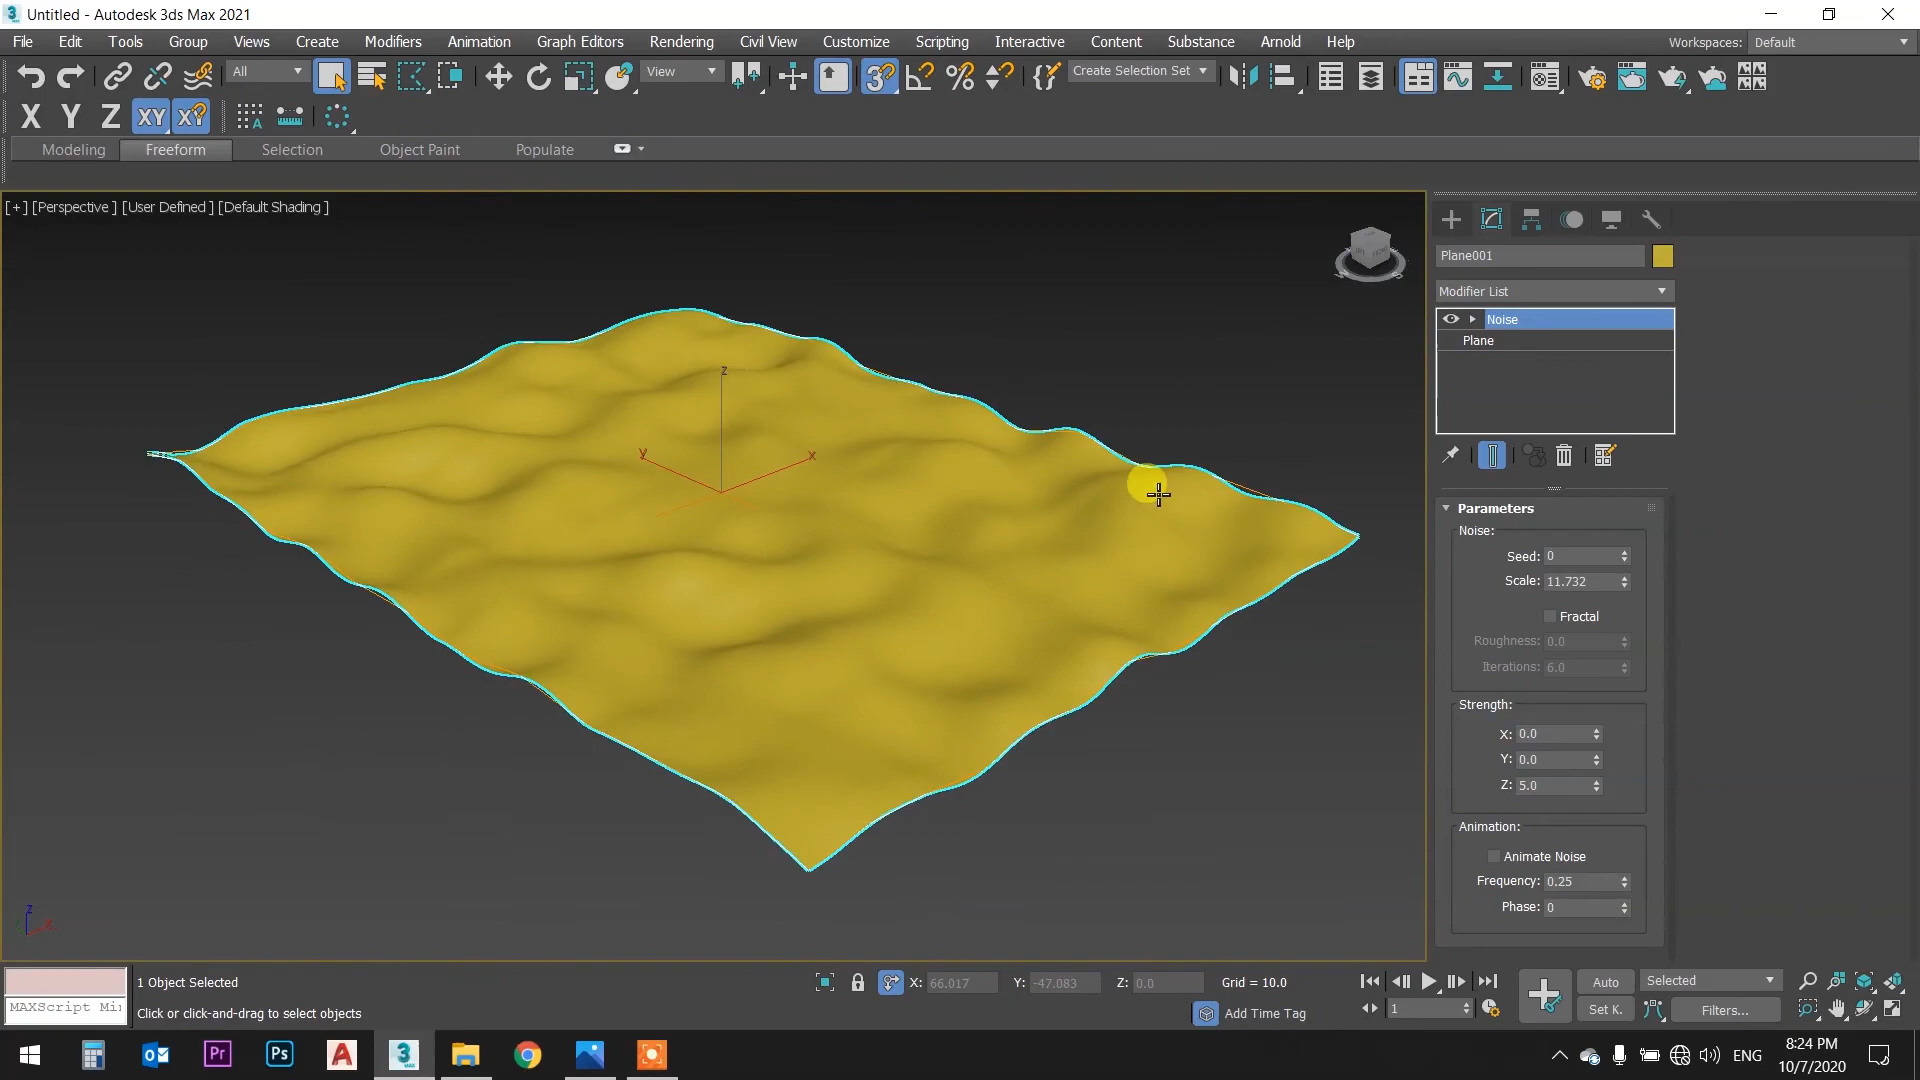 Untitled - Autodesk 3ds Max 2021
File Edit Tools Group Views Create Modifiers Animation Graph Editors Rendering Civil View Customize Scripting Interactive Content Substance Arnold Help Workspaces: Default
All View Create Selection Set
X Y Z XY XY
Modeling Freeform Selection Object Paint Populate
[+] [Perspective ] [User Defined ] [Default Shading ]
Plane001
Modifier List
Noise
Plane
z
y x
Parameters
Noise:
Seed: 0
Scale: 11.732
Fractal
Roughness: 0.0
Iterations: 6.0
Strength:
X: 0.0
Y: 0.0
Z: 5.0
Animation:
Animate Noise
Frequency: 0.25
Phase: 0
z
x
1 Object Selected X: 66.017 Y: -47.083 Z: 0.0 Grid = 10.0 Auto Selected
MAXScript Mi Click or click-and-drag to select objects Add Time Tag 1 Set K. Filters...
ENG 8:24 PM
10/7/2020